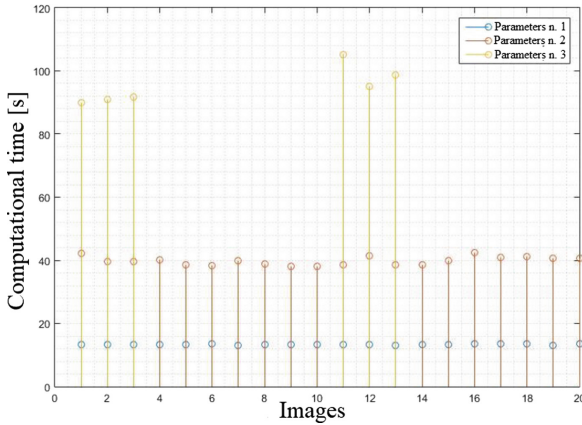 120
100
80
60
40
20
0
Computational time [s]
Parameters n. 1
Parameters n. 2
Parameters n. 3
0 2 4 6 8 10 12 14 16 18 20
Images